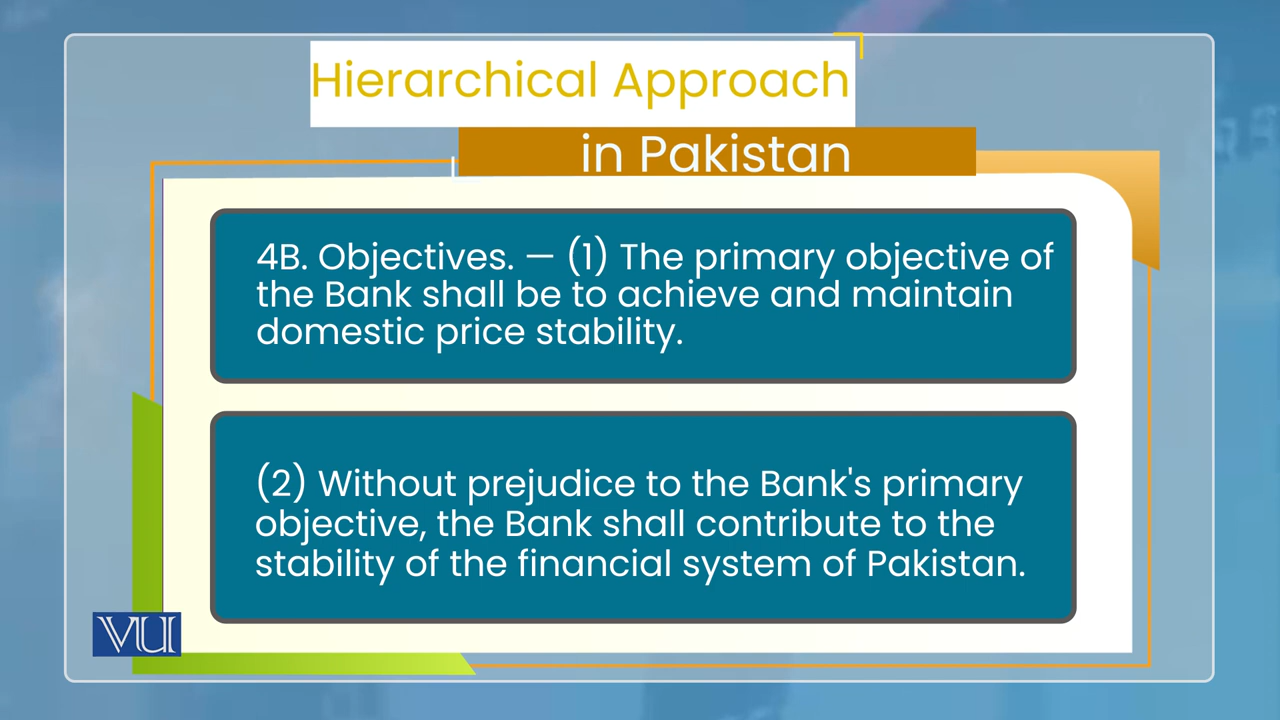 Hierarchical Approach
in Pakistan
4B. Objectives. — (1) The primary objective of
the Bank shall be to achieve and maintain
domestic price stability.
(2) Without prejudice to the Bank's primary
objective, the Bank shall contribute to the
stability of the financial system of Pakistan.
VU